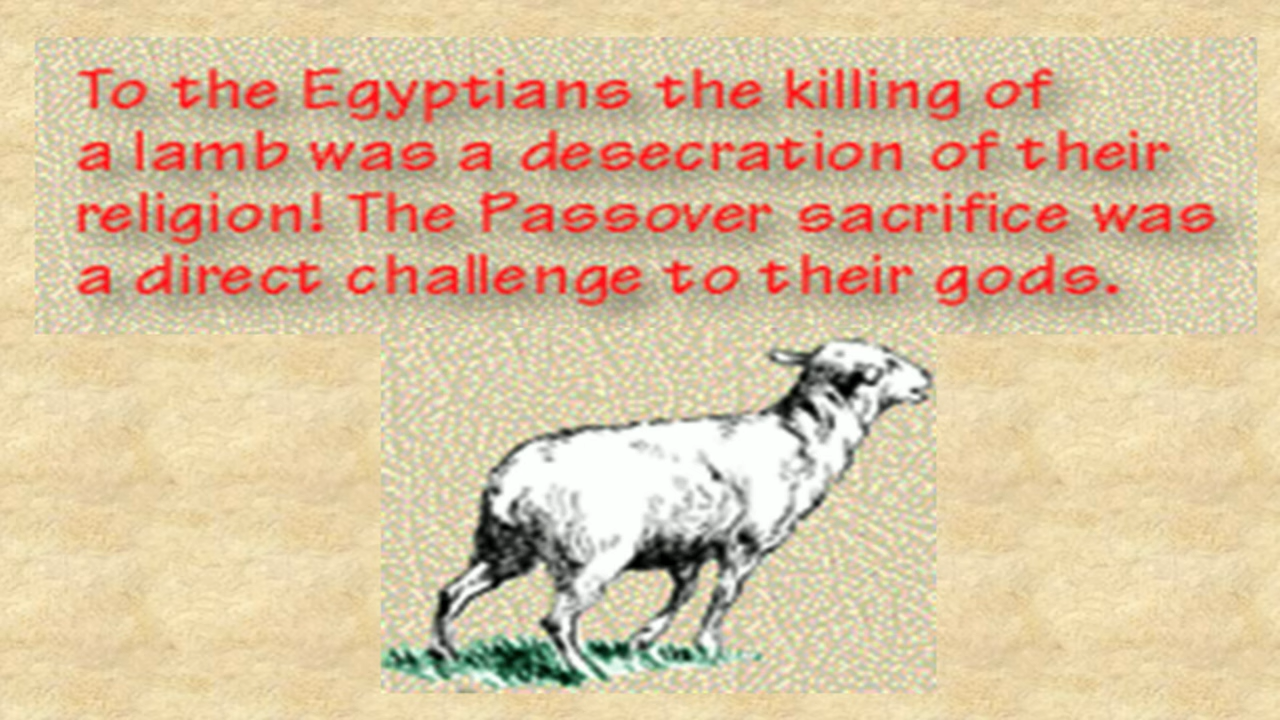 To the Egyptians the killing of
a lamb was a desecration of their
religion! The Passover sacrifice was
a direct challenge to their gods.